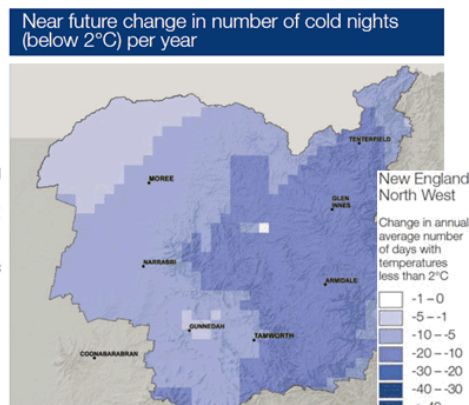 Near future change in number of cold nights
(below 2°C) per year
TENTERFIELD
MOREE
New England
North West
GLEN
INNES
Change in annual
average number
of days with
temperatures
less than 2°C
NARRABRI
ARMIDALE
-1 – 0
-5 – -1
GUNNEDAH
TAMWORTH
-10 – -5
COONABARABRAN
-20 – -10
-30 – -20
-40 – -30